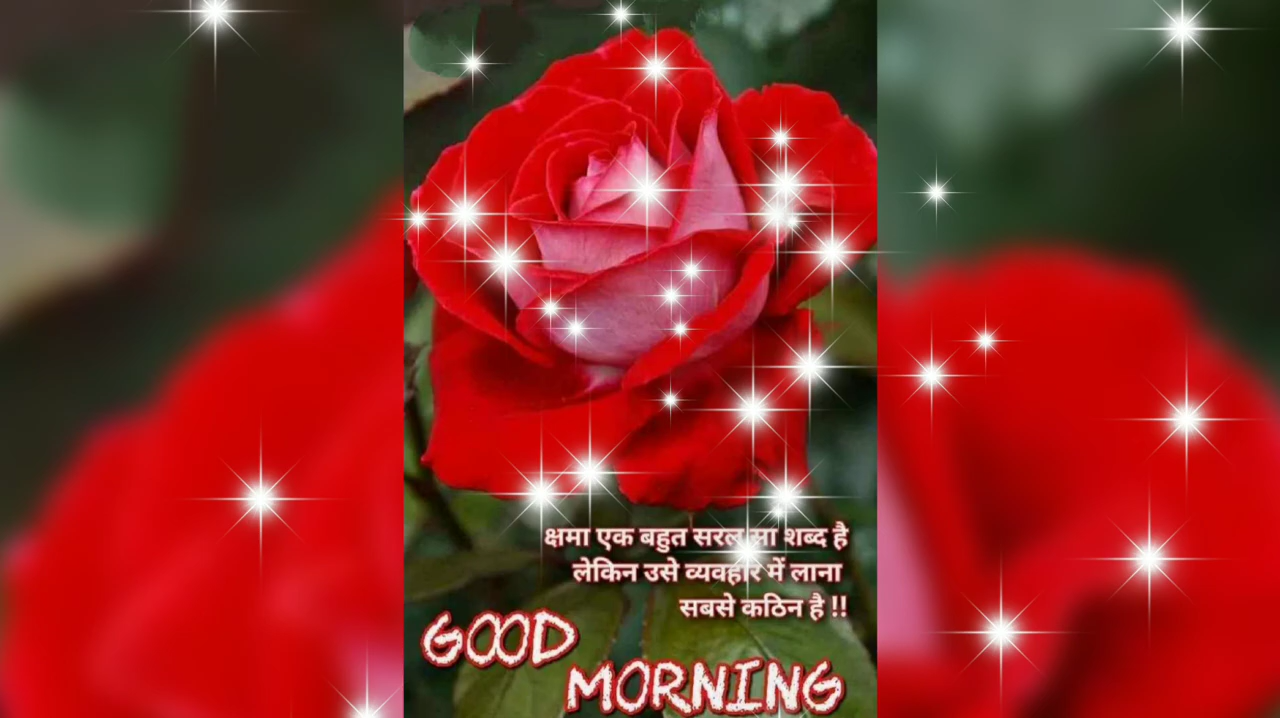 क्षमा एक बहुत सरल सा शब्द है
लेकिन उसे व्यवहार में लाना
सबसे कठिन है !!
GOOD
MORNING